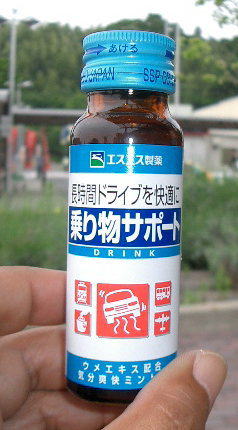 あける
JAPAN
SSP CO
エスエス製薬
長時間ドライブを快適に
乗り物サポート
DRINK
ウメエキス配合
気分爽快ミント